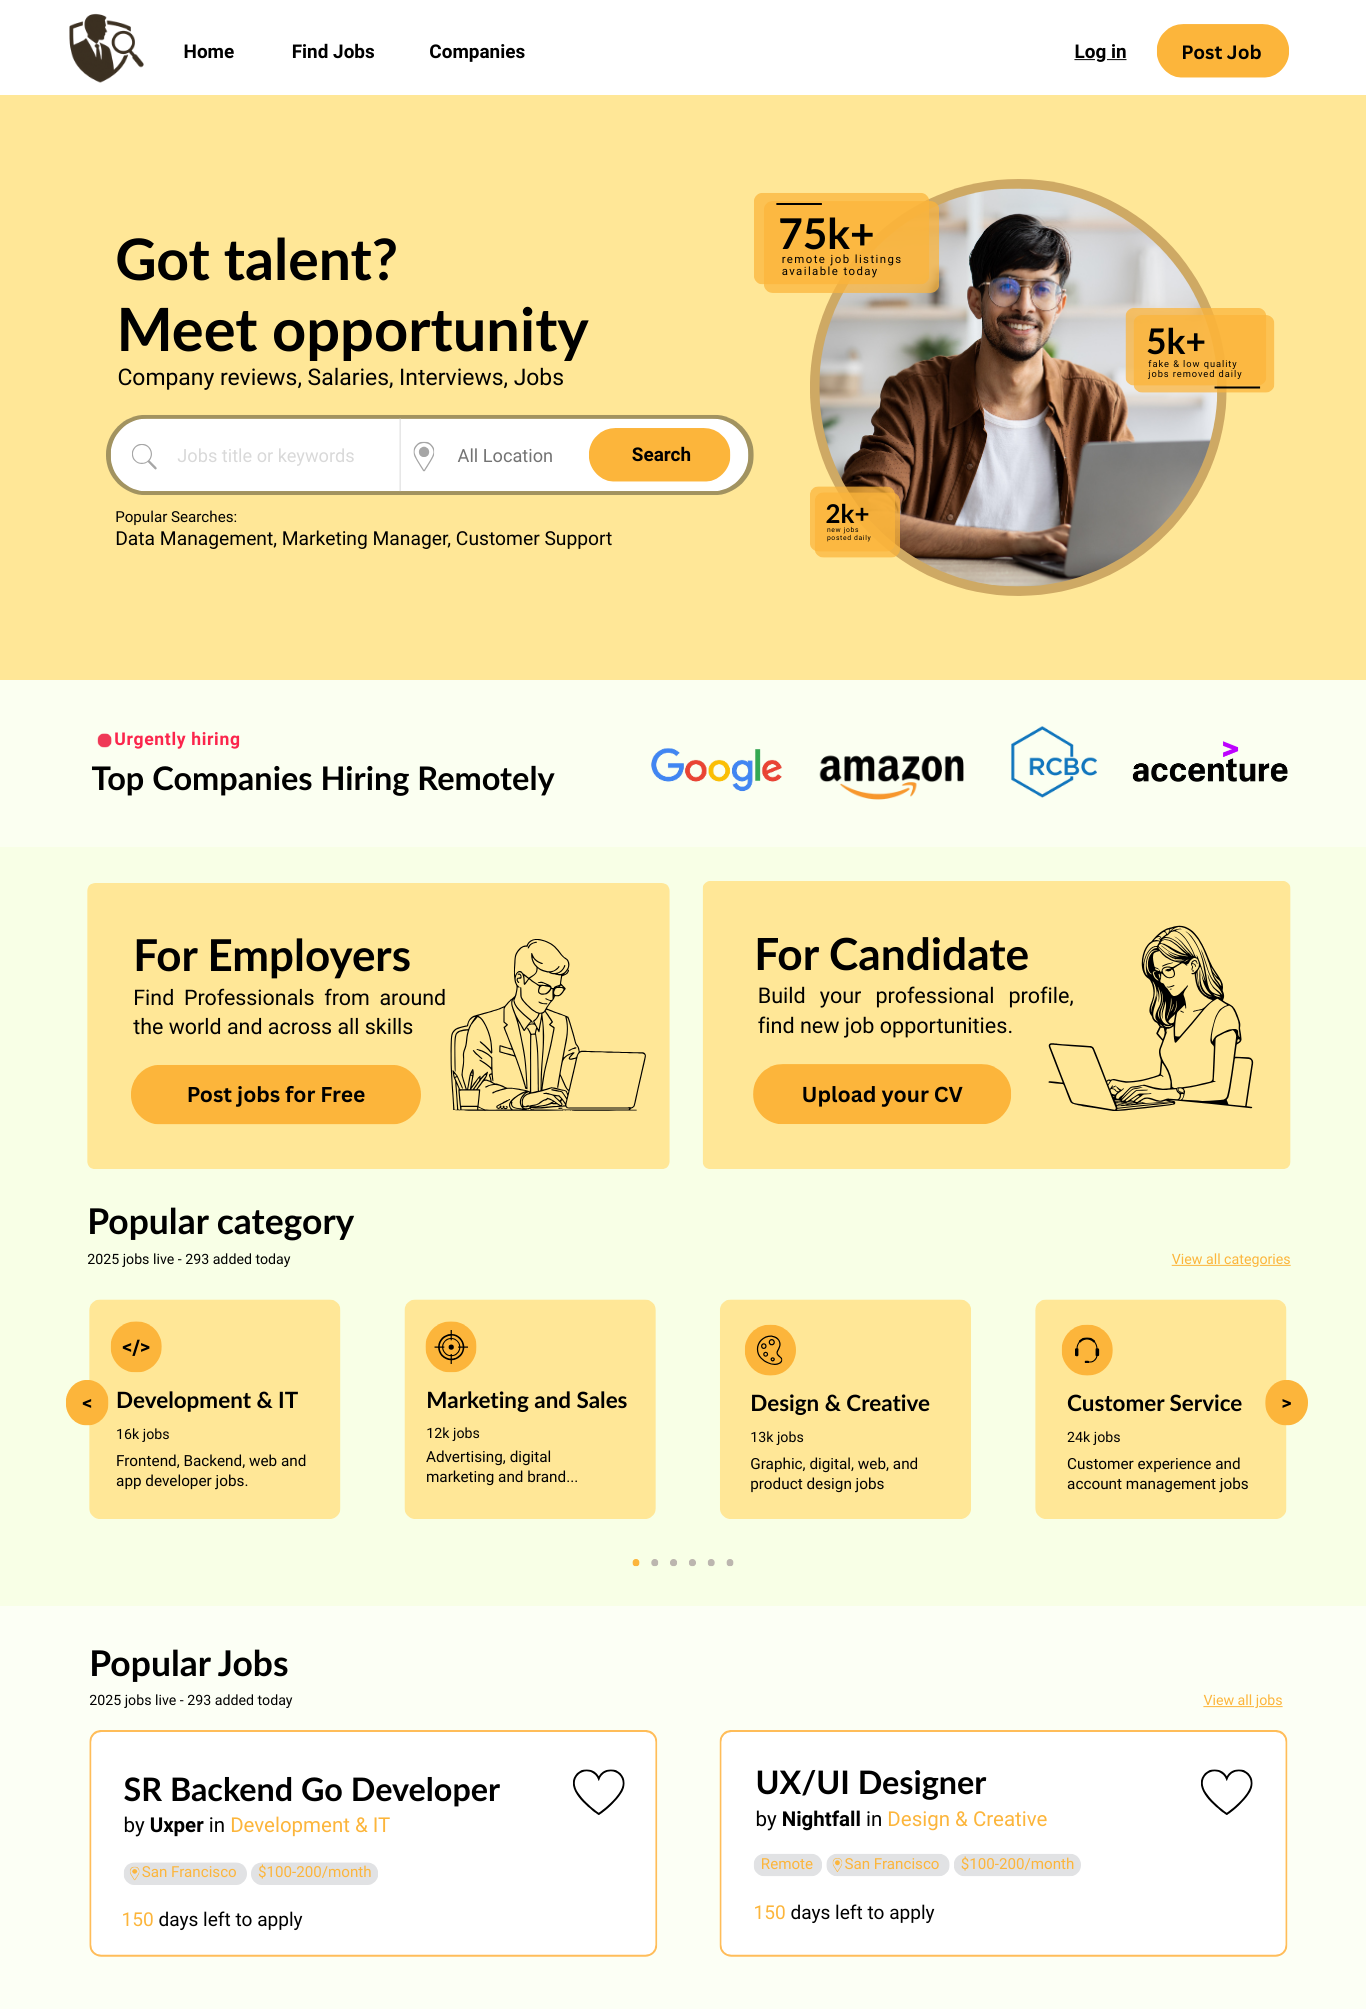 Home Find Jobs Companies Log in Post Job
Got talent?
Meet opportunity
Company reviews, Salaries, Interviews, Jobs
Jobs title or keywords All Location Search
Popular Searches:
Data Management, Marketing Manager, Customer Support
75k+
remote job listings
available today
5k+
fake & low quality
jobs removed daily
2k+
new jobs
posted daily
Urgently hiring
Top Companies Hiring Remotely
Google amazon RCBC accenture
For Employers
Find Professionals from around
the world and across all skills
Post jobs for Free
For Candidate
Build your professional profile,
find new job opportunities.
Upload your CV
Popular category
2025 jobs live - 293 added today
View all categories
</>
Development & IT
16k jobs
Frontend, Backend, web and
app developer jobs.
Marketing and Sales
12k jobs
Advertising, digital
marketing and brand...
Design & Creative
13k jobs
Graphic, digital, web, and
product design jobs
Customer Service
24k jobs
Customer experience and
account management jobs
< >
Popular Jobs
2025 jobs live - 293 added today
View all jobs
SR Backend Go Developer
by Uxper in Development & IT
San Francisco $100-200/month
150 days left to apply
UX/UI Designer
by Nightfall in Design & Creative
Remote San Francisco $100-200/month
150 days left to apply